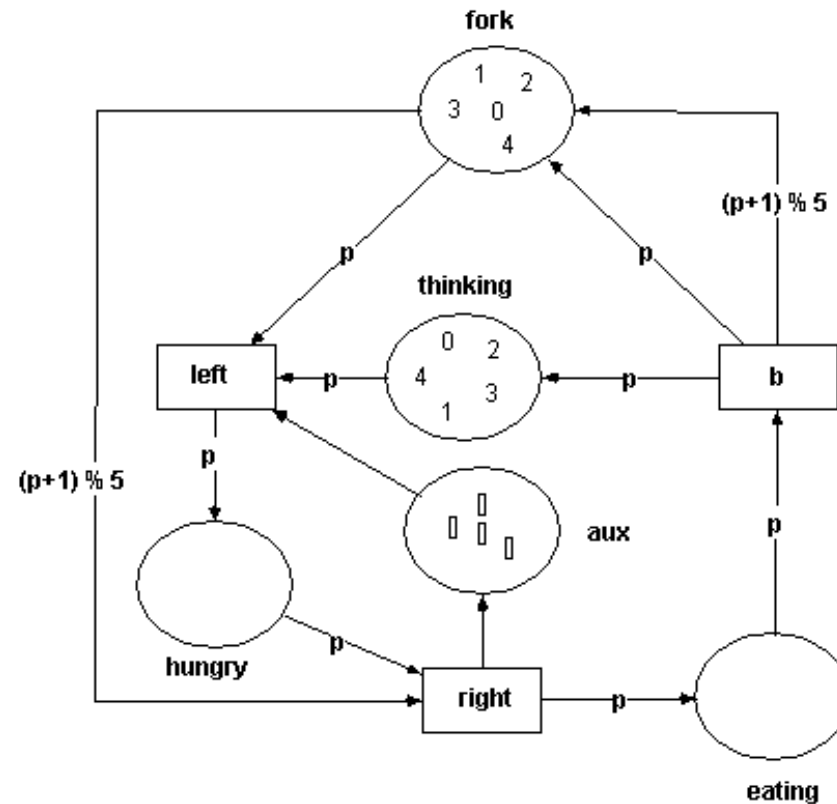 fork
1 2
3 0
4
(p+1) % 5
p
p
thinking
0 2
4 3
1
left
p
p
b
p
(p+1) % 5
aux
p
p
hungry
right
p
eating